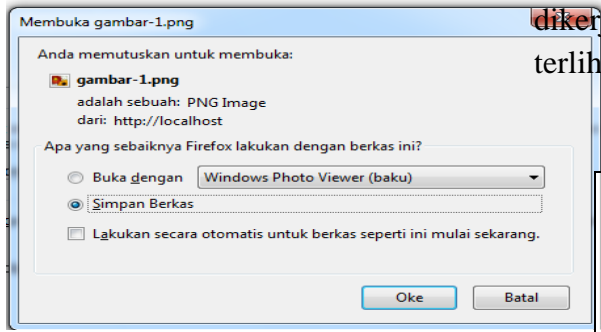 Membuka gambar-1.png
Anda memutuskan untuk membuka:
gambar-1.png
adalah sebuah: PNG Image
dari: http://localhost
Apa yang sebaiknya Firefox lakukan dengan berkas ini?
Buka dengan Windows Photo Viewer (baku)
Simpan Berkas
Lakukan secara otomatis untuk berkas seperti ini mulai sekarang.
Oke Batal